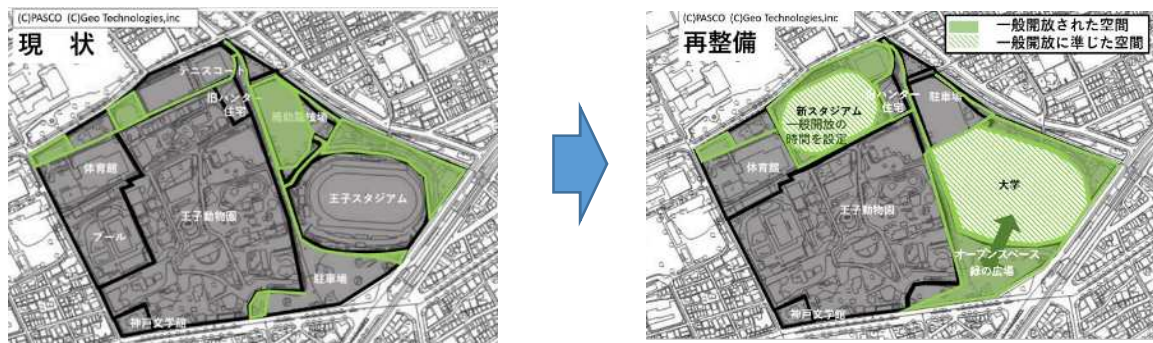 (C)PASCO (C)Geo Technologies,inc
現 状
テニスコート
旧ハンター
住宅
補助競技場
体育館
王子スタジアム
王子動物園
プール
駐車場
神戸文学館
(C)PASCO (C)Geo Technologies,inc
再整備
一般開放された空間
一般開放に準じた空間
旧ハンター
住宅
駐車場
新スタジアム
一般開放の
時間を設定
体育館
大学
王子動物園
オープンスペース
緑の広場
神戸文学館